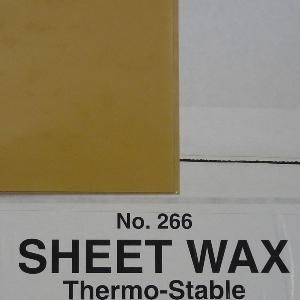 No. 266
SHEET WAX
Thermo-Stable